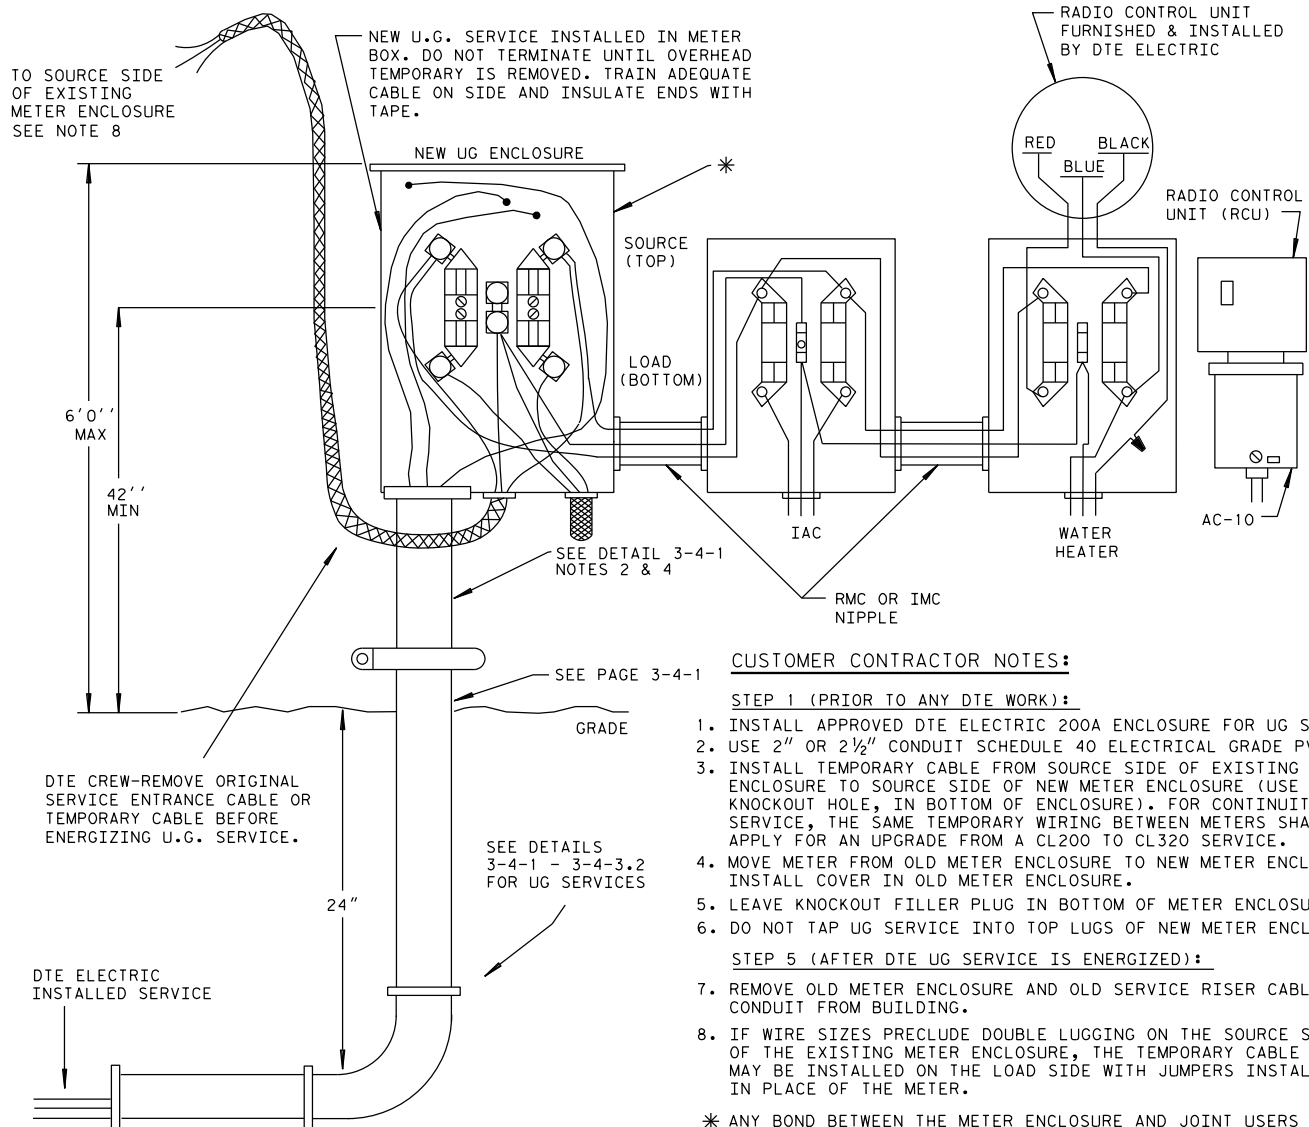 RADIO CONTROL UNIT
FURNISHED & INSTALLED
BY DTE ELECTRIC
NEW U.G. SERVICE INSTALLED IN METER
BOX. DO NOT TERMINATE UNTIL OVERHEAD
TEMPORARY IS REMOVED. TRAIN ADEQUATE
CABLE ON SIDE AND INSULATE ENDS WITH
TAPE.
TO SOURCE SIDE
OF EXISTING
METER ENCLOSURE
SEE NOTE 8
NEW UG ENCLOSURE
*
RED
BLACK
BLUE
RADIO CONTROL
UNIT (RCU)
SOURCE
(TOP)
LOAD
(BOTTOM)
6'0''
MAX
42''
MIN
IAC
WATER
HEATER
AC-10
SEE DETAIL 3-4-1
NOTES 2 & 4
RMC OR IMC
NIPPLE
SEE PAGE 3-4-1
GRADE
DTE CREW-REMOVE ORIGINAL
SERVICE ENTRANCE CABLE OR
TEMPORARY CABLE BEFORE
ENERGIZING U.G. SERVICE.
SEE DETAILS
3-4-1 - 3-4-3.2
FOR UG SERVICES
24"
DTE ELECTRIC
INSTALLED SERVICE
CUSTOMER CONTRACTOR NOTES:
STEP 1 (PRIOR TO ANY DTE WORK):
1. INSTALL APPROVED DTE ELECTRIC 200A ENCLOSURE FOR UG S
2. USE 2" OR 2½" CONDUIT SCHEDULE 40 ELECTRICAL GRADE PV
3. INSTALL TEMPORARY CABLE FROM SOURCE SIDE OF EXISTING
ENCLOSURE TO SOURCE SIDE OF NEW METER ENCLOSURE (USE
KNOCKOUT HOLE, IN BOTTOM OF ENCLOSURE). FOR CONTINUIT
SERVICE, THE SAME TEMPORARY WIRING BETWEEN METERS SHA
APPLY FOR AN UPGRADE FROM A CL200 TO CL320 SERVICE.
4. MOVE METER FROM OLD METER ENCLOSURE TO NEW METER ENCL
INSTALL COVER IN OLD METER ENCLOSURE.
5. LEAVE KNOCKOUT FILLER PLUG IN BOTTOM OF METER ENCLOSU
6. DO NOT TAP UG SERVICE INTO TOP LUGS OF NEW METER ENCL
STEP 5 (AFTER DTE UG SERVICE IS ENERGIZED):
7. REMOVE OLD METER ENCLOSURE AND OLD SERVICE RISER CABL
CONDUIT FROM BUILDING.
8. IF WIRE SIZES PRECLUDE DOUBLE LUGGING ON THE SOURCE S
OF THE EXISTING METER ENCLOSURE, THE TEMPORARY CABLE
MAY BE INSTALLED ON THE LOAD SIDE WITH JUMPERS INSTAL
IN PLACE OF THE METER.
* ANY BOND BETWEEN THE METER ENCLOSURE AND JOINT USERS